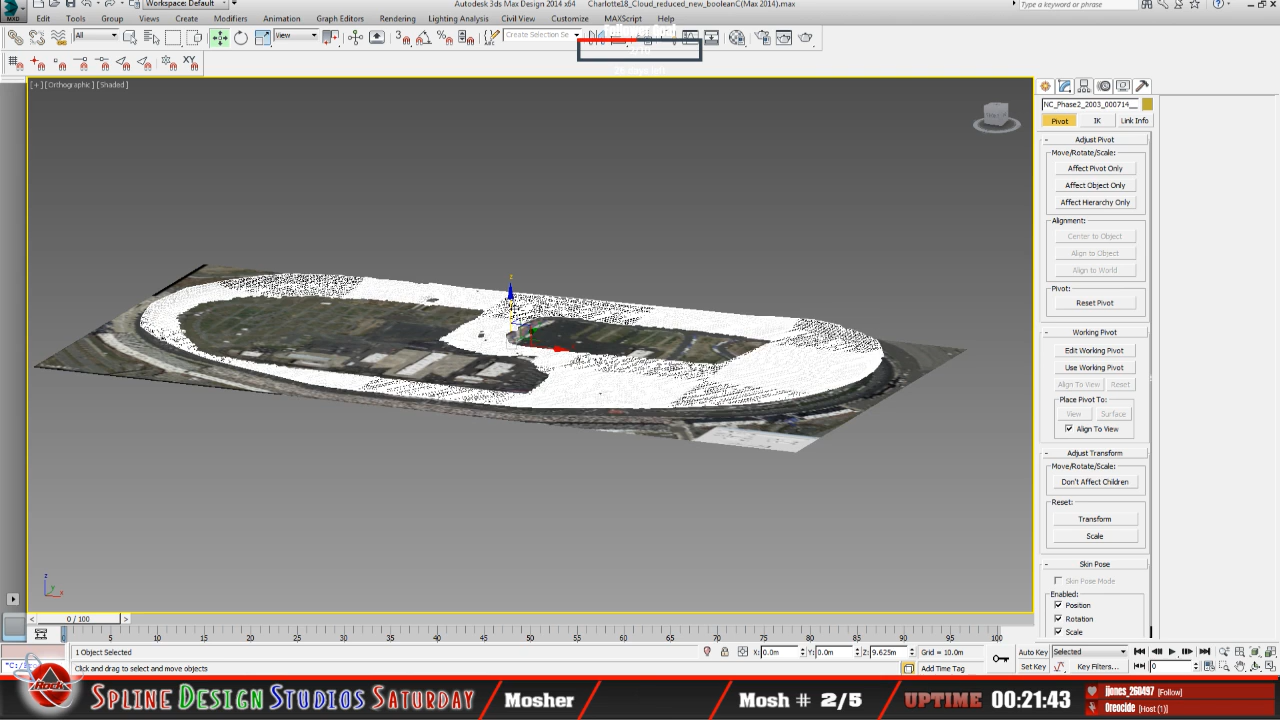 Workspace: Default
Autodesk 3ds Max Design 2014 x64 Charlotte18_Cloud_reduced_new_booleanC(Max 2014).max
Type a keyword or phrase
MXD
Edit Tools Group Views Create Modifiers Animation Graph Editors Rendering Lighting Analysis Civil View Customize MAXScript Help
All View Create Selection Se
XY
[+] [Orthographic] [Shaded]
NC_Phase2_2003_000714__
Pivot IK Link Info
- Adjust Pivot
Move/Rotate/Scale:
Affect Pivot Only
Affect Object Only
Affect Hierarchy Only
Alignment:
Center to Object
Align to Object
Align to World
Pivot:
Reset Pivot
- Working Pivot
Edit Working Pivot
Use Working Pivot
Align To View Reset
Place Pivot To:
View Surface
Align To View
- Adjust Transform
Move/Rotate/Scale:
Don't Affect Children
Reset:
Transform
Scale
- Skin Pose
Skin Pose Mode
Enabled:
Position
Rotation
Scale
z
z y x
< 0 / 100 >
5 10 15 20 25 30 35 40 45 50 55 60 65 70 75 80 85 90 95 100
1 Object Selected X: 0.0m Y: 0.0m Z: 9.625m Grid = 10.0m Auto Key Selected
Click and drag to select and move objects Add Time Tag Set Key Key Filters... 0
Rock
Spline Design Studios Saturday Mosher Mosh # 2/5 UPTIME 00:21:43
jjones_260497 [Follow]
Oreocide [Host (1)]